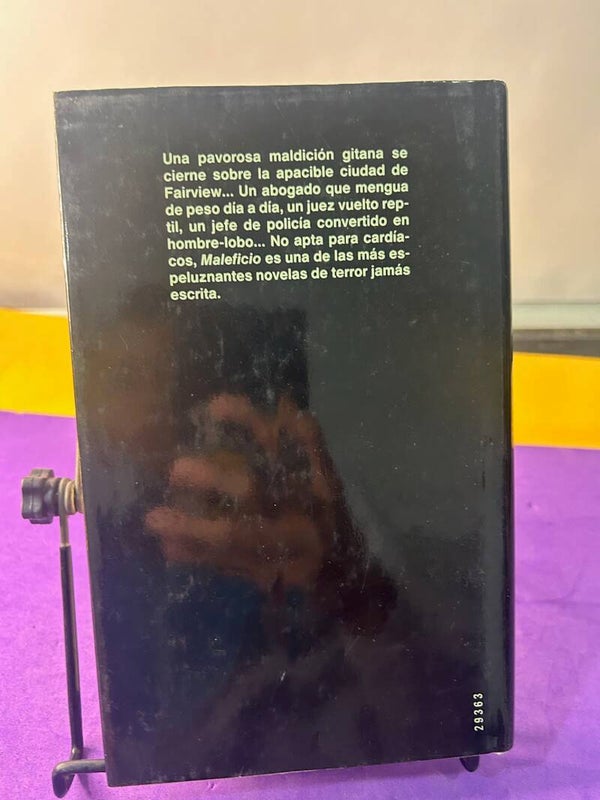 Una pavorosa maldición gitana se
cierne sobre la apacible ciudad de
Fairview... Un abogado que mengua
de peso día a día, un juez vuelto rep-
til, un jefe de policía convertido en
hombre-lobo... No apta para cardía-
cos, Maleficio es una de las más es-
peluznantes novelas de terror jamás
escrita.
29363